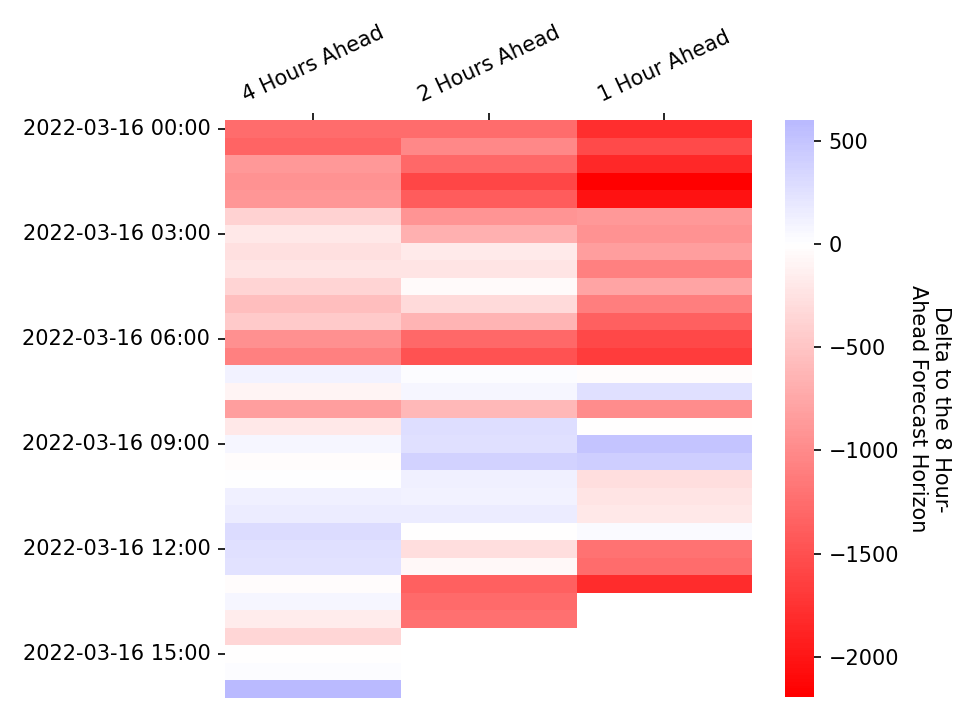 4 Hours Ahead
2 Hours Ahead
1 Hour Ahead
2022-03-16 00:00
2022-03-16 03:00
2022-03-16 06:00
2022-03-16 09:00
2022-03-16 12:00
2022-03-16 15:00
500
0
−500
−1000
−1500
−2000
Delta to the 8 Hour-
Ahead Forecast Horizon